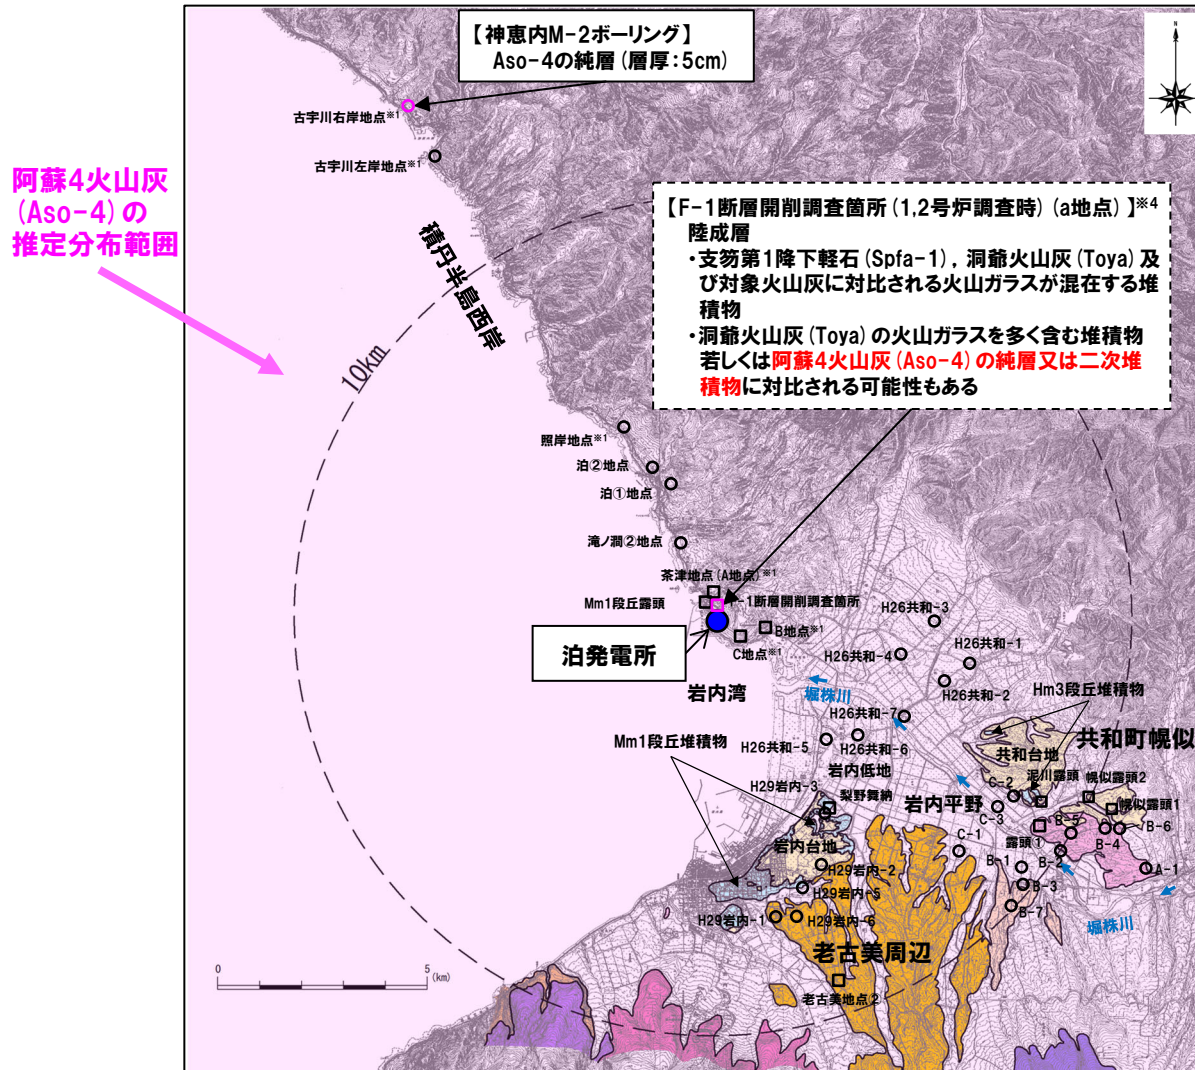 【神恵内M-2ボーリング】
Aso-4の純層(層厚:5cm)
N
古宇川右岸地点※1
古宇川左岸地点※1
阿蘇4火山灰
(Aso-4)の
推定分布範囲
【F-1断層開削調査箇所(1,2号炉調査時)(a地点)】※4
陸成層
・支笏第1降下軽石(Spfa-1),洞爺火山灰(Toya)及
び対象火山灰に対比される火山ガラスが混在する堆
積物
・洞爺火山灰(Toya)の火山ガラスを多く含む堆積物
若しくは阿蘇4火山灰(Aso-4)の純層又は二次堆
積物に対比される可能性もある
積丹半島西岸
10km
照岸地点※1
泊②地点
泊①地点
滝ノ澗②地点
茶津地点(A地点)※1
Mm1段丘露頭
-1断層開削調査箇所
B地点※1
C地点※1
泊発電所
岩内湾
H26共和-3
H26共和-1
H26共和-4
H26共和-2
堀株川
Hm3段丘堆積物
H26共和-7
Mm1段丘堆積物
H26共和-5
H26共和-6
共和町幌似
共和台地
岩内低地
泥川露頭
幌似露頭2
H29岩内-3
C-2
梨野舞納
岩内平野
幌似露頭1
C-3
B-5
B-6
露頭①
B-4
C-1
岩内台地
B-2
B-1
A-1
H29岩内-2
B-3
H29岩内-5
B-7
H29岩内-1
H29岩内-6
堀株川
老古美周辺
老古美地点2
0
5
(km)